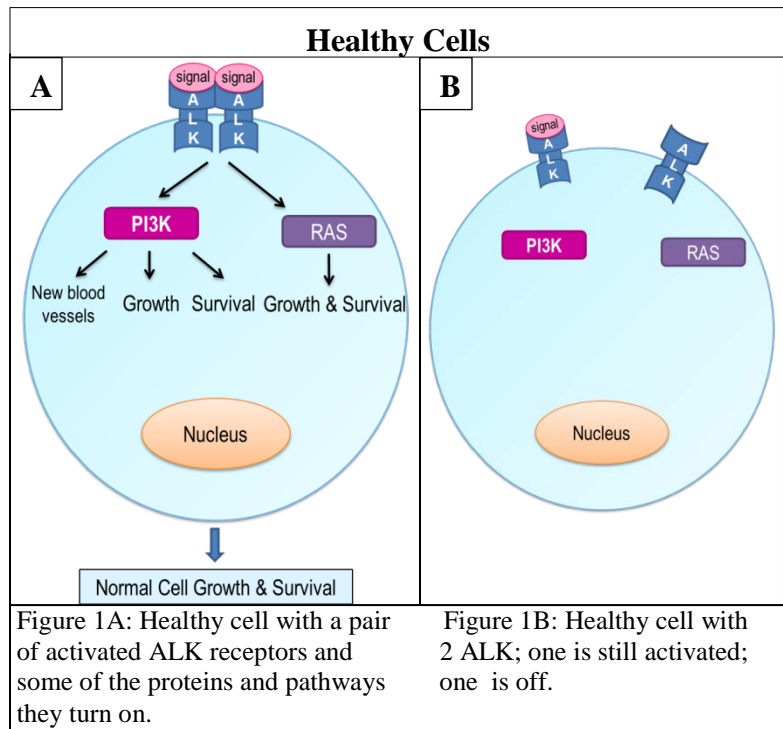 Healthy Cells
A
signal signal
A A
L L
K K
PI3K
RAS
New blood
vessels
Growth
Survival
Growth & Survival
Nucleus
Normal Cell Growth & Survival
Figure 1A: Healthy cell with a pair
of activated ALK receptors and
some of the proteins and pathways
they turn on.
B
signal
A
L
K
A
L
K
PI3K
RAS
Nucleus
Figure 1B: Healthy cell with
2 ALK; one is still activated;
one is off.